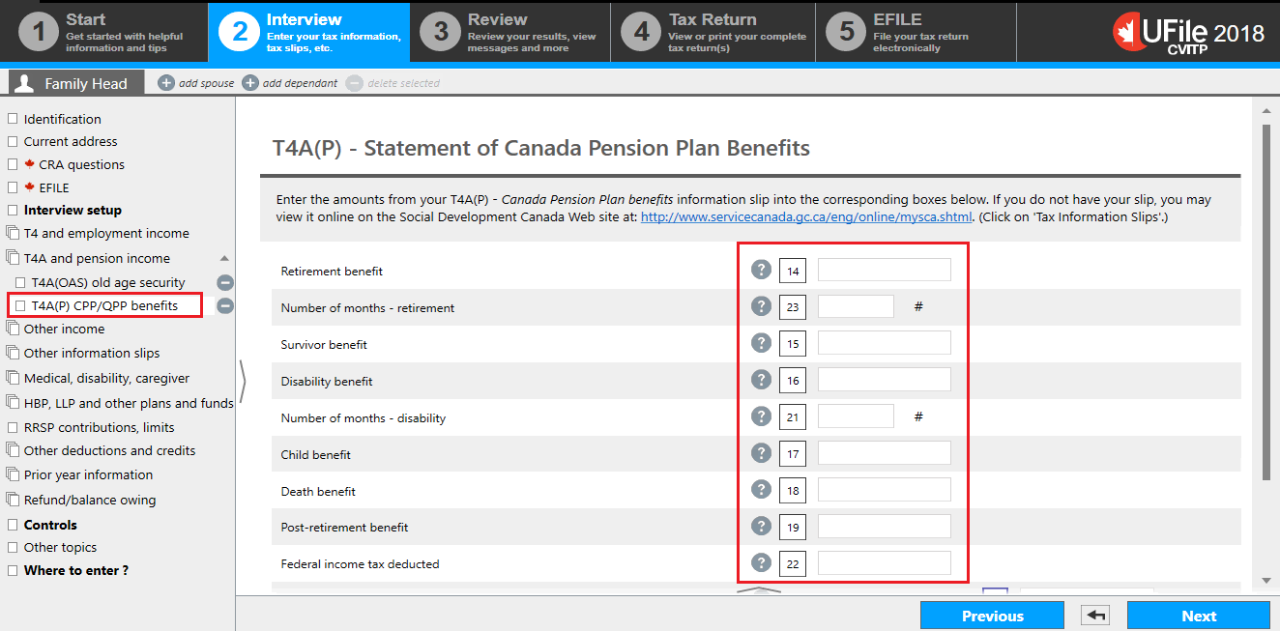 1
Start
Get started with helpful
information and tips
2
Interview
Enter your tax information,
tax slips, etc.
3
Review
Review your results, view
messages and more
4
Tax Return
View or print your complete
tax return(s)
5
EFILE
File your tax return
electronically
UFile 2018
CVITP
Family Head
add spouse
add dependant
delete selected
Identification
Current address
CRA questions
EFILE
Interview setup
T4 and employment income
T4A and pension income
T4A(OAS) old age security
T4A(P) CPP/QPP benefits
Other income
Other information slips
Medical, disability, caregiver
HBP, LLP and other plans and funds
RRSP contributions, limits
Other deductions and credits
Prior year information
Refund/balance owing
Controls
Other topics
Where to enter ?
T4A(P) - Statement of Canada Pension Plan Benefits
Enter the amounts from your T4A(P) - Canada Pension Plan benefits information slip into the corresponding boxes below. If you do not have your slip, you may
view it online on the Social Development Canada Web site at: http://www.servicecanada.gc.ca/eng/online/mysca.shtml. (Click on 'Tax Information Slips'.)
Retirement benefit ? 14
Number of months - retirement ? 23 #
Survivor benefit ? 15
Disability benefit ? 16
Number of months - disability ? 21 #
Child benefit ? 17
Death benefit ? 18
Post-retirement benefit ? 19
Federal income tax deducted ? 22
Previous
Next